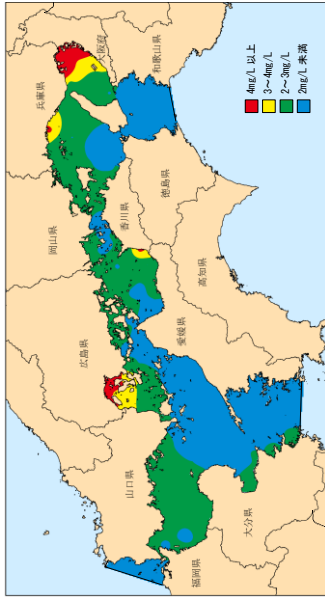 兵庫県
大阪府
和歌山県
岡山県
香川県
徳島県
広島県
愛媛県
高知県
山口県
福岡県
大分県
4mg/L 以上
3～4mg/L
2～3mg/L
2mg/L 未満